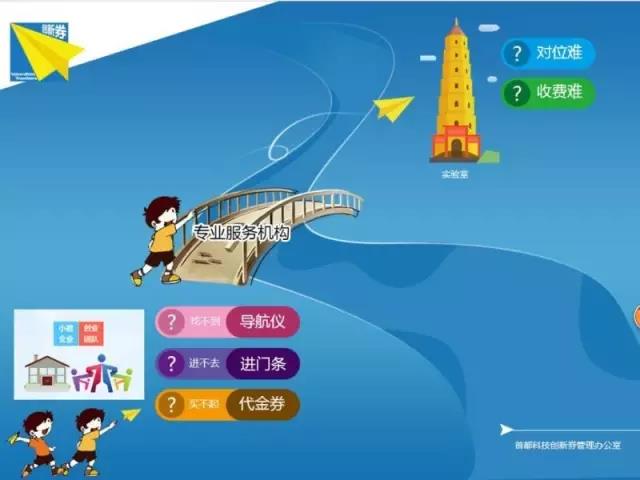 创新券
? 对位难
? 收费难
实验室
专业服务机构
? 找不到 导航仪
小微 创业
企业 团队
? 进不去 进门条
? 买不起 代金券
首都科技创新券管理办公室